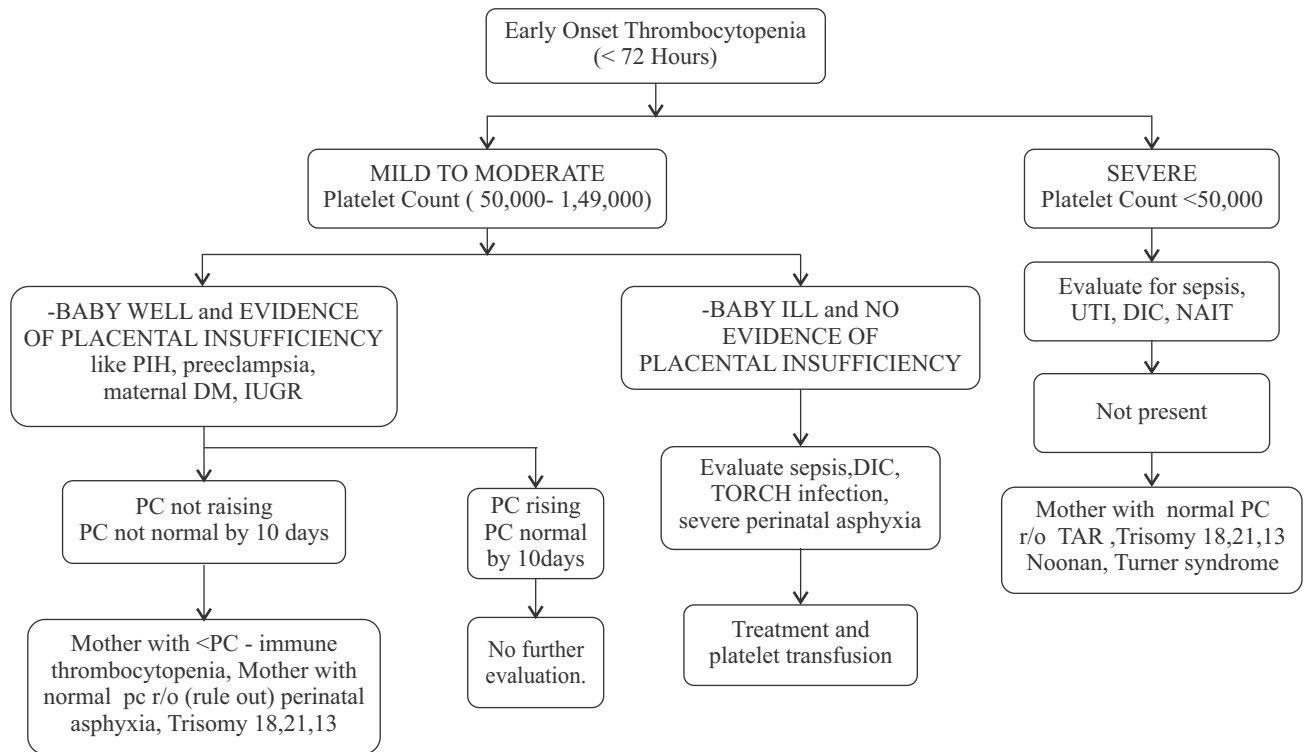 Early Onset Thrombocytopenia
(< 72 Hours)
MILD TO MODERATE
Platelet Count ( 50,000- 1,49,000)
SEVERE
Platelet Count <50,000
-BABY WELL and EVIDENCE
OF PLACENTAL INSUFFICIENCY
like PIH, preeclampsia,
maternal DM, IUGR
-BABY ILL and NO
EVIDENCE OF
PLACENTAL INSUFFICIENCY
Evaluate for sepsis,
UTI, DIC, NAIT
Not present
PC not raising
PC not normal by 10 days
PC rising
PC normal
by 10days
Evaluate sepsis,DIC,
TORCH infection,
severe perinatal asphyxia
Mother with normal PC
r/o TAR ,Trisomy 18,21,13
Noonan, Turner syndrome
Mother with <PC - immune
thrombocytopenia, Mother with
normal pc r/o (rule out) perinatal
asphyxia, Trisomy 18,21,13
No further
evaluation.
Treatment and
platelet transfusion